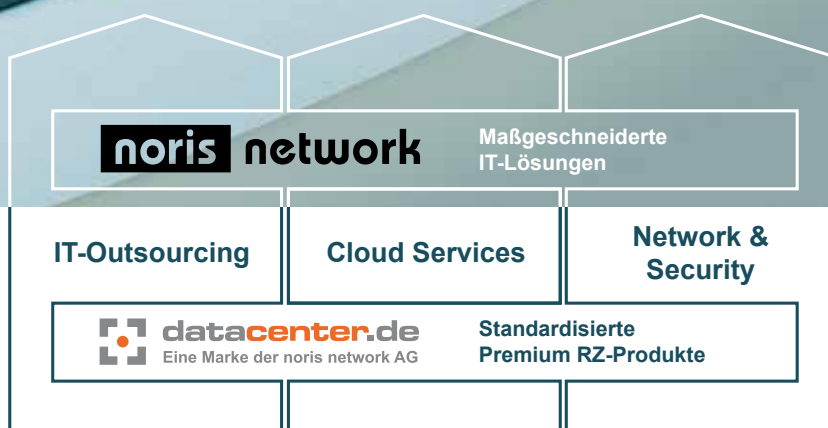 noris network
Maßgeschneiderte
IT-Lösungen
IT-Outsourcing
Cloud Services
Network &
Security
datacenter.de
Eine Marke der noris network AG
Standardisierte
Premium RZ-Produkte